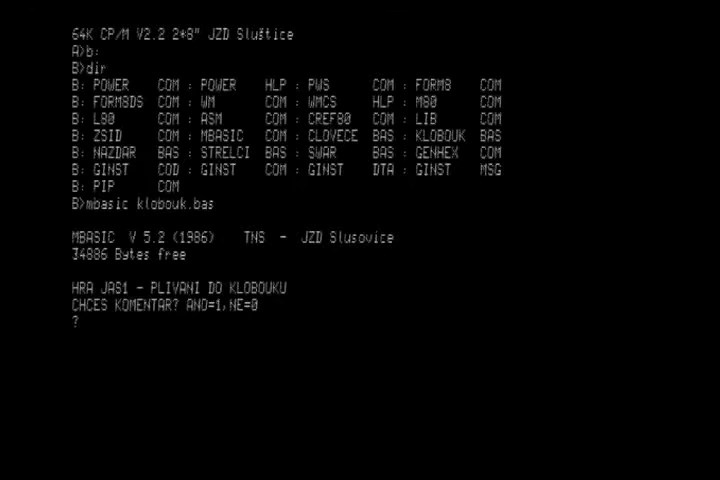 64K CP/M V2.2 2*8" JZD Sluštice
A>b:
B>dir
B: POWER    COM : POWER    HLP : PWS      COM : FORM8    COM
B: FORM8DS  COM : WM       COM : WMCS     HLP : M80      COM
B: L80      COM : ASM      COM : CREF80   COM : LIB      COM
B: ZSID     COM : MBASIC   COM : CLOVECE  BAS : KLOBOUK  BAS
B: NAZDAR   BAS : STRELCI  BAS : SWAR     BAS : GENHEX   COM
B: GINST    COD : GINST    COM : GINST    DTA : GINST    MSG
B: PIP      COM
B>mbasic klobouk.bas
MBASIC  V 5.2 (1986)    TNS  -  JZD Slusovice
34886 Bytes free
HRA JAS1 - PLIVANI DO KLOBOUKU
CHCES KOMENTAR? ANO=1,NE=0
?